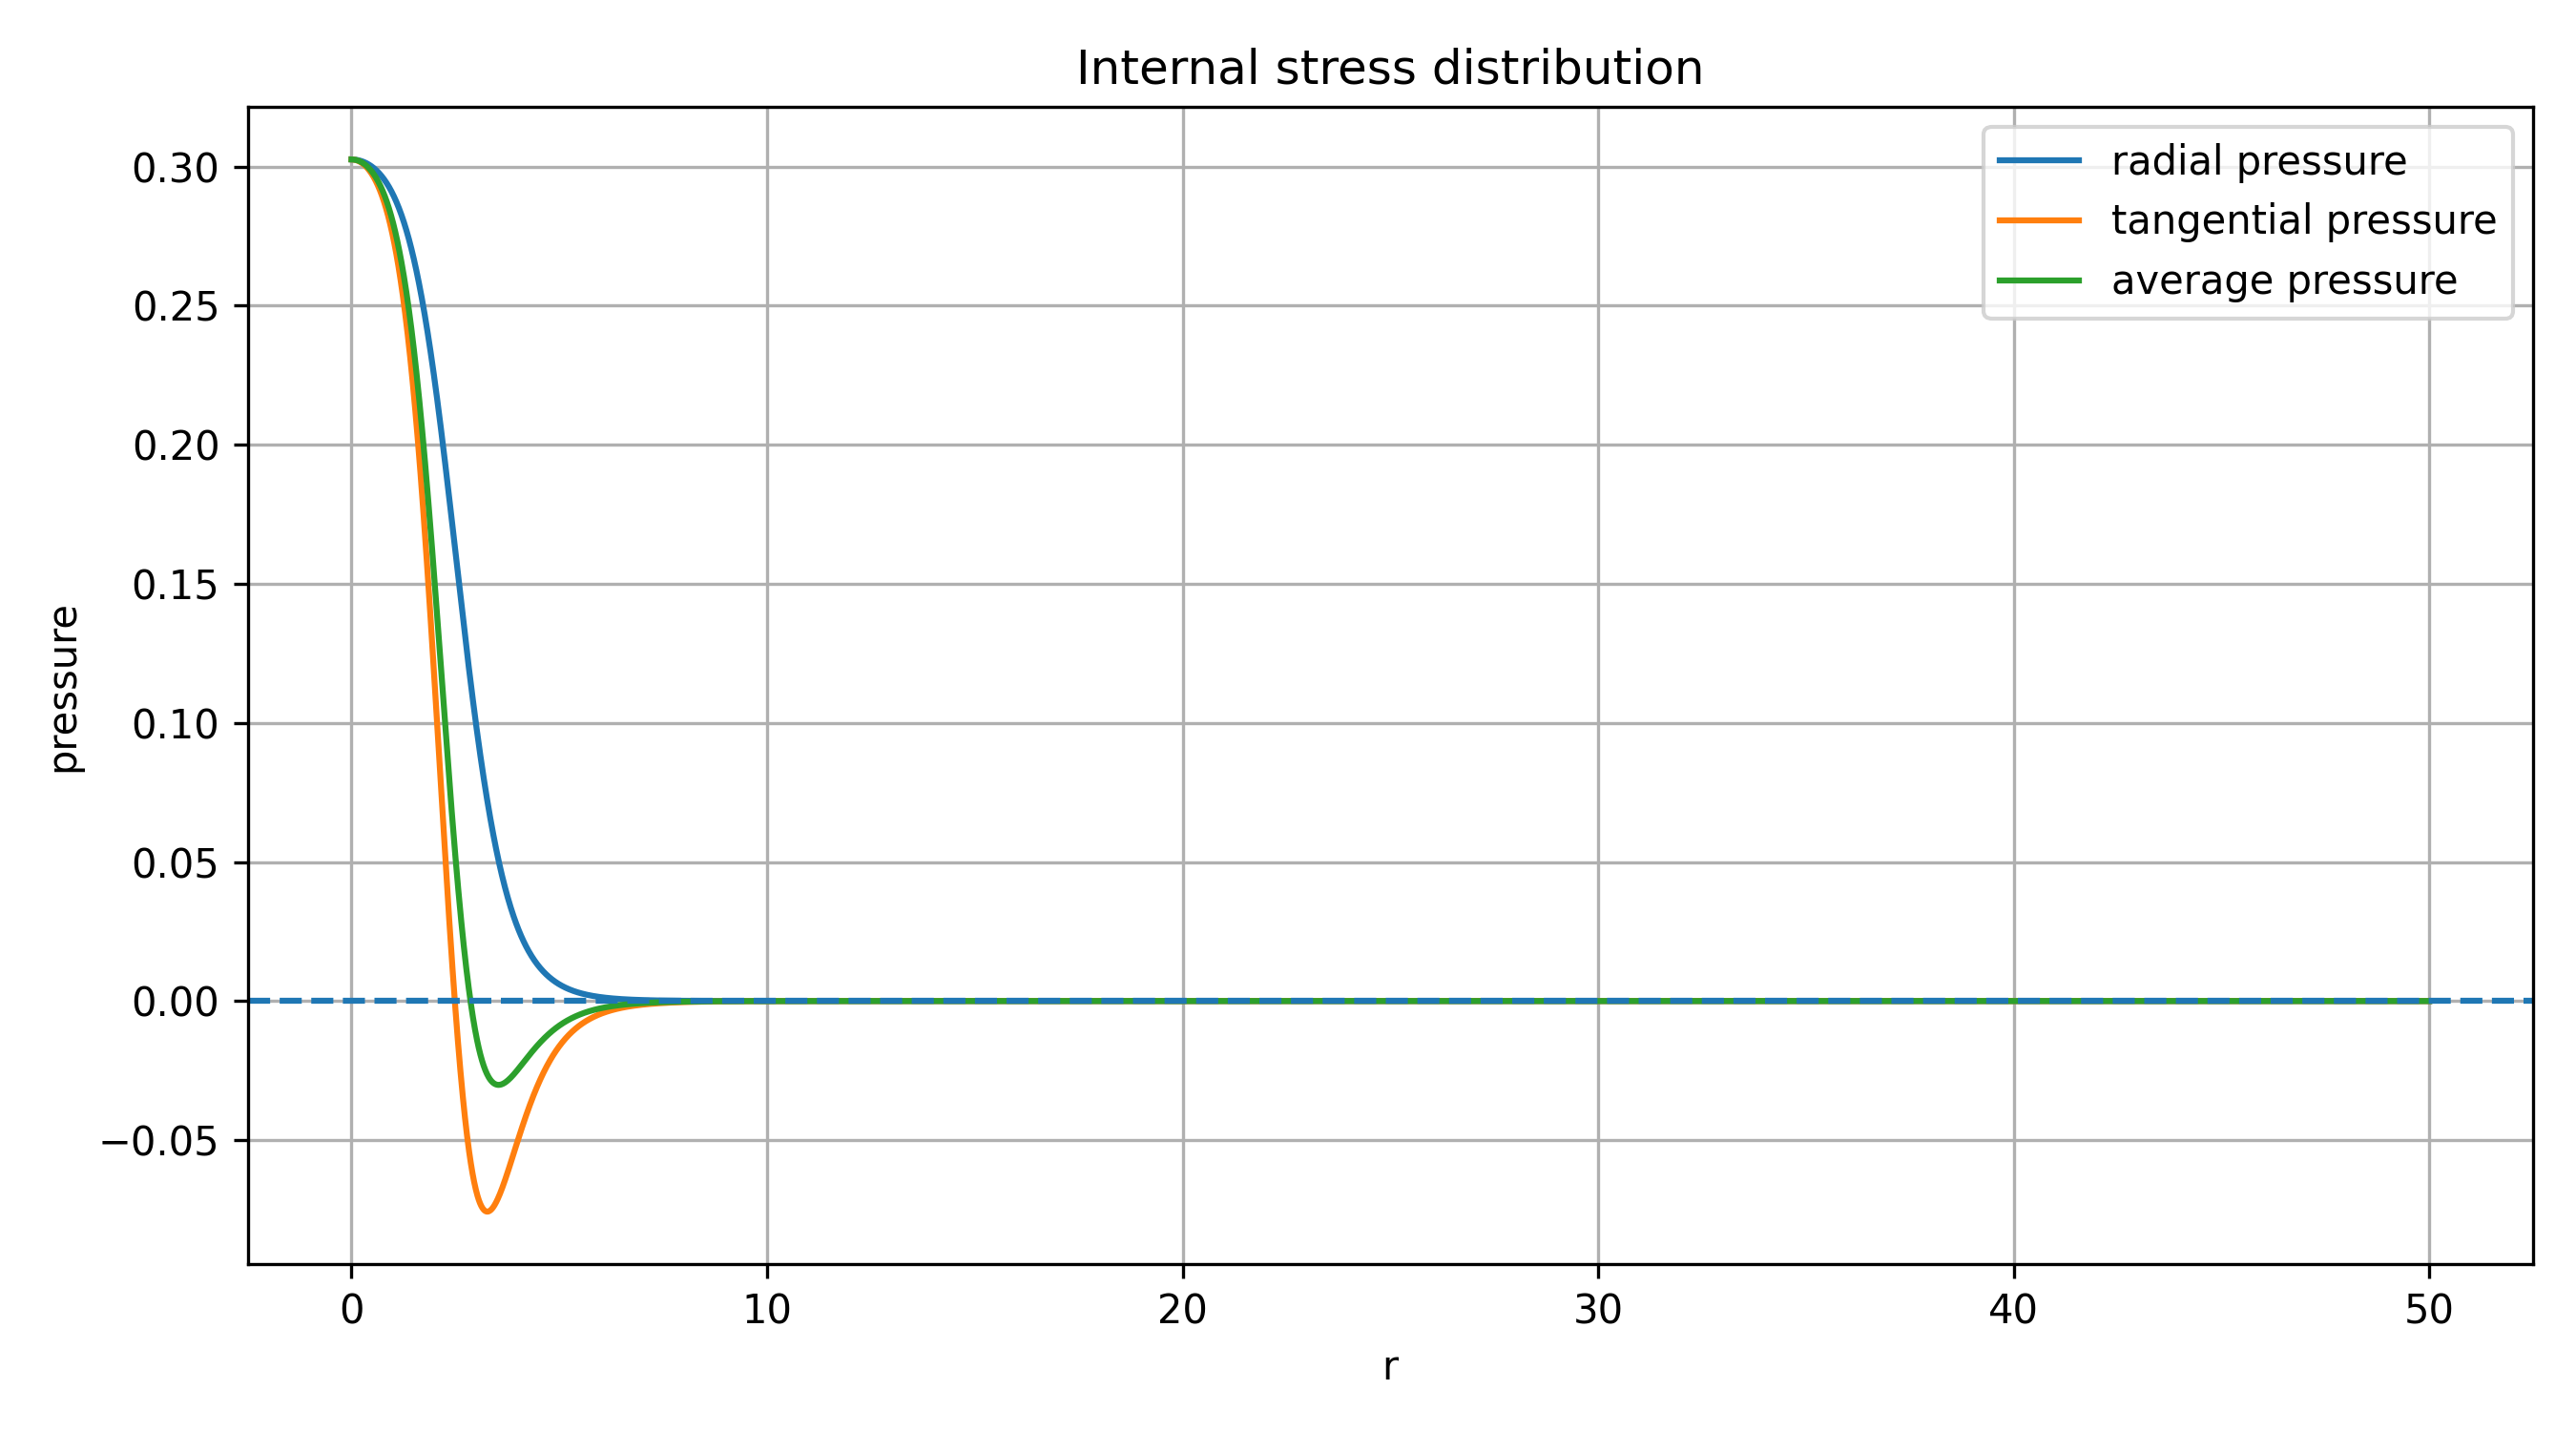 Internal stress distribution
radial pressure
tangential pressure
average pressure
pressure
0.30
0.25
0.20
0.15
0.10
0.05
0.00
−0.05
0 10 20 30 40 50
r